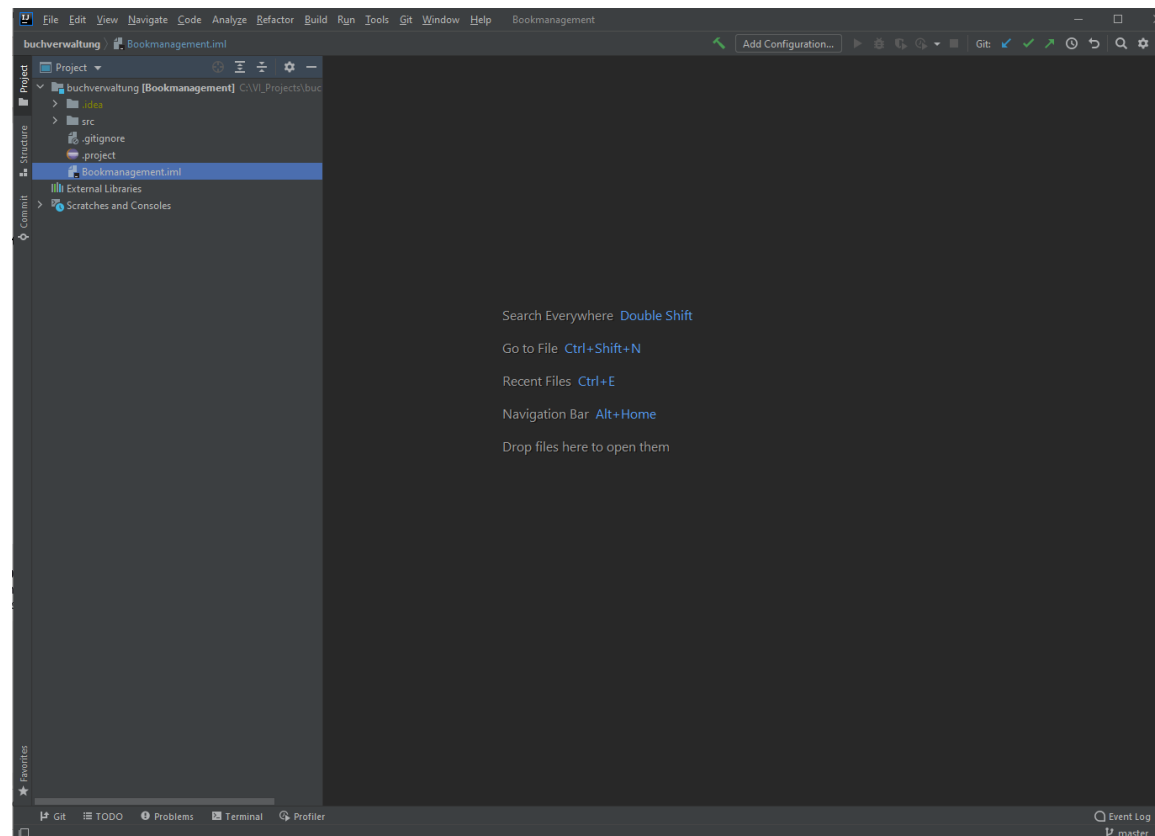 File Edit View Navigate Code Analyze Refactor Build Run Tools Git Window Help Bookmanagement
buchverwaltung Bookmanagement.iml Add Configuration... Git:
Project
Project
buchverwaltung [Bookmanagement] C:\VI_Projects\buc
.idea
src
.gitignore
.project
Bookmanagement.iml
External Libraries
Scratches and Consoles
Structure
Commit
Search Everywhere Double Shift
Go to File Ctrl+Shift+N
Recent Files Ctrl+E
Navigation Bar Alt+Home
Drop files here to open them
Favorites
Git TODO Problems Terminal Profiler Event Log
master